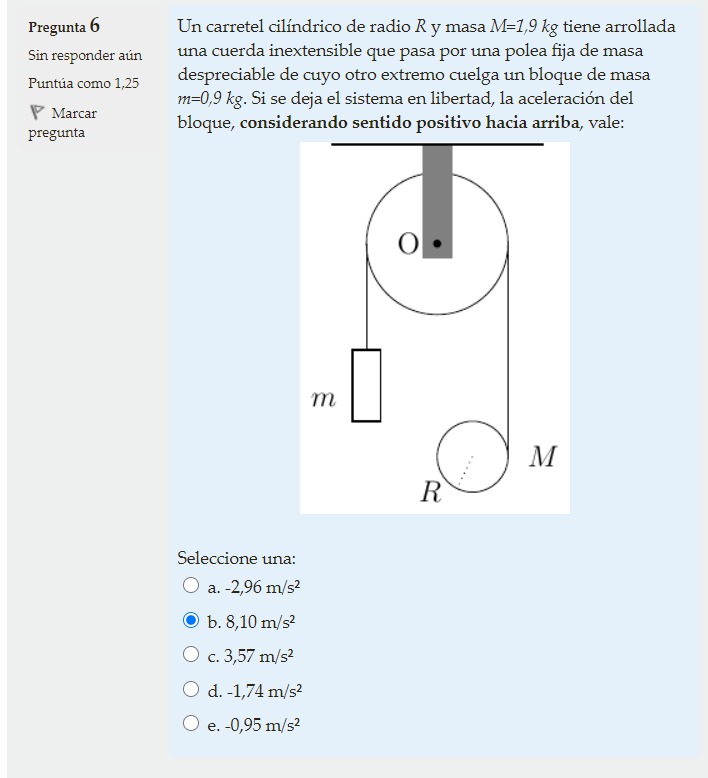 Pregunta 6
Sin responder aún
Puntúa como 1,25
Marcar
pregunta
Un carretel cilíndrico de radio R y masa M=1,9 kg tiene arrollada
una cuerda inextensible que pasa por una polea fija de masa
despreciable de cuyo otro extremo cuelga un bloque de masa
m=0,9 kg. Si se deja el sistema en libertad, la aceleración del
bloque, considerando sentido positivo hacia arriba, vale:
O
m
M
R
Seleccione una:
a. -2,96 m/s²
b. 8,10 m/s²
c. 3,57 m/s²
d. -1,74 m/s²
e. -0,95 m/s²